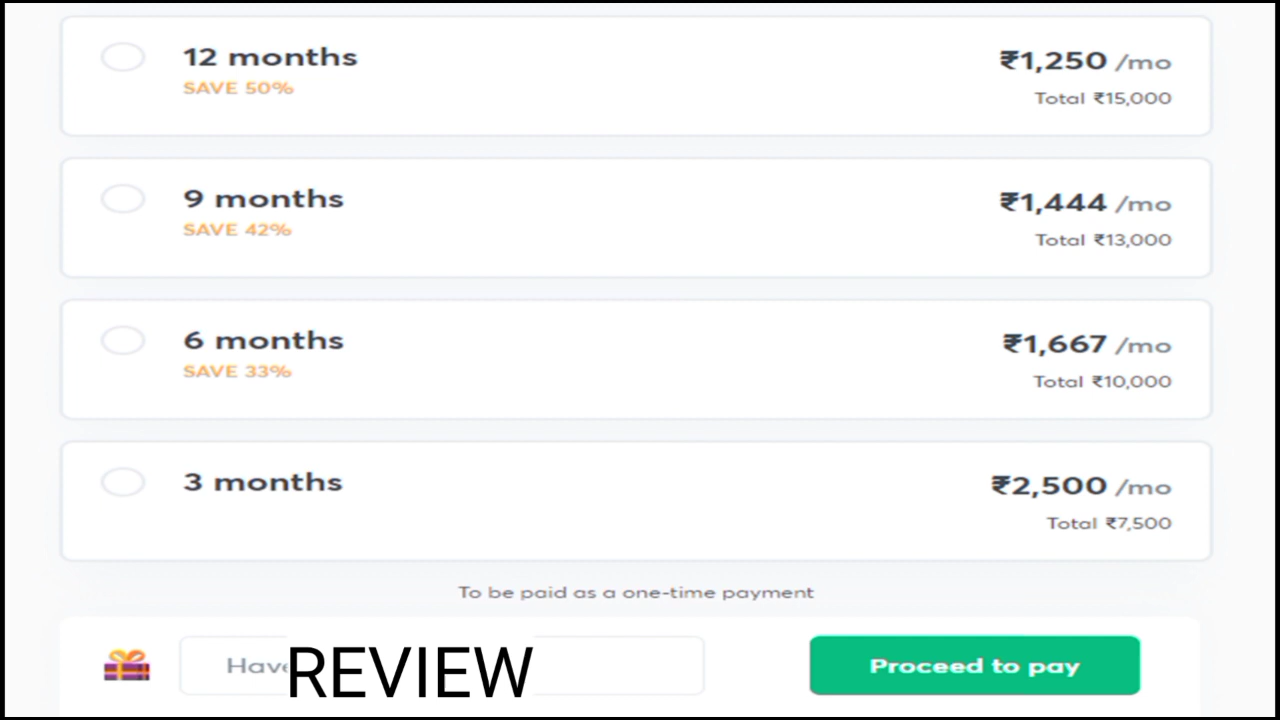 12 months
SAVE 50%
₹1,250 /mo
Total ₹15,000
9 months
SAVE 42%
₹1,444 /mo
Total ₹13,000
6 months
SAVE 33%
₹1,667 /mo
Total ₹10,000
3 months
₹2,500 /mo
Total ₹7,500
To be paid as a one-time payment
REVIEW
Proceed to pay